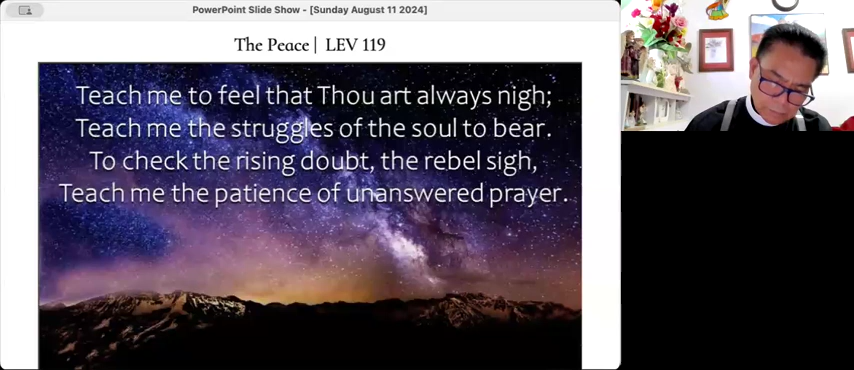 PowerPoint Slide Show - [Sunday August 11 2024]
The Peace | LEV 119
Teach me to feel that Thou art always nigh;
Teach me the struggles of the soul to bear.
To check the rising doubt, the rebel sigh,
Teach me the patience of unanswered prayer.